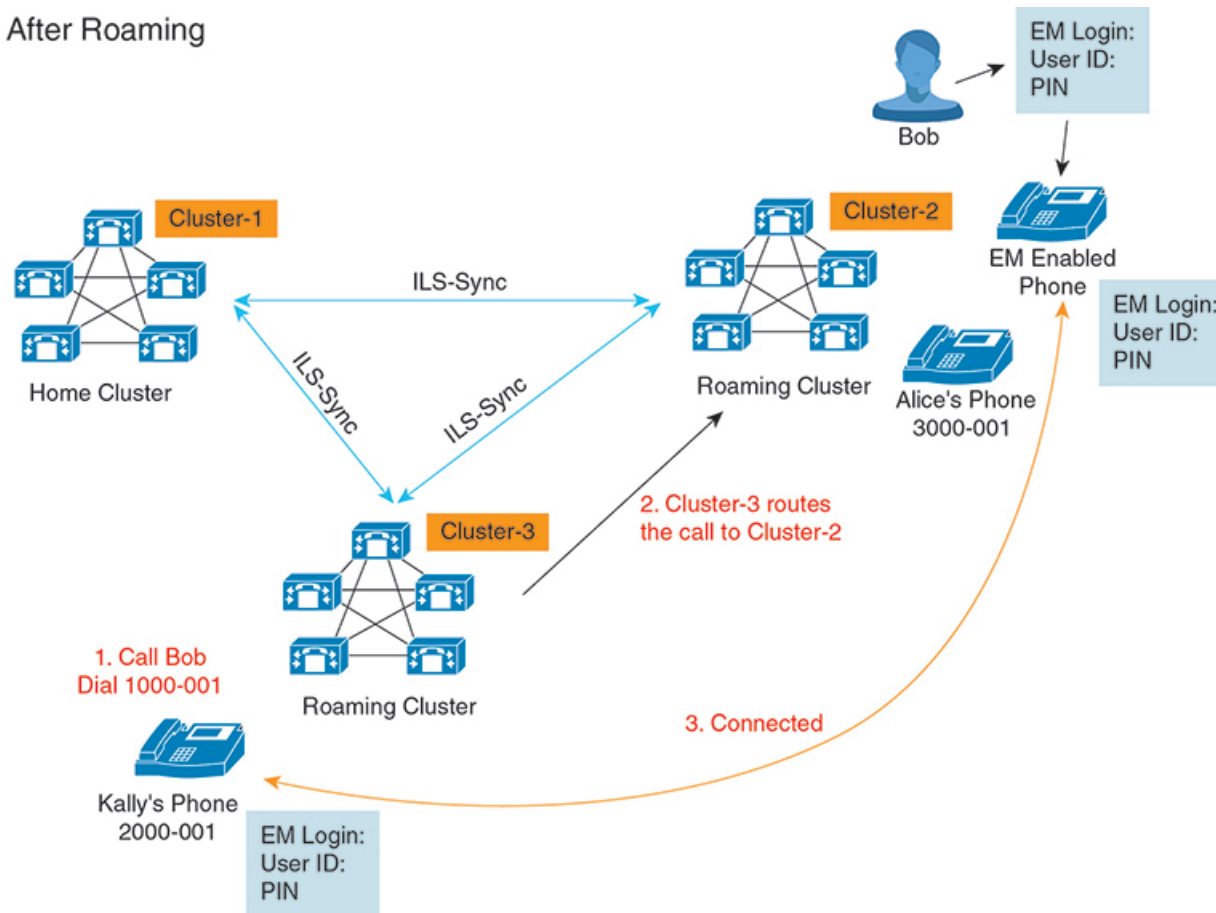 After Roaming
EM Login:
User ID:
PIN
Bob
Cluster-1
Cluster-2
EM Enabled
Phone
ILS-Sync
EM Login:
User ID:
PIN
Home Cluster
Roaming Cluster
Alice's Phone
3000-001
ILS-Sync
ILS-Sync
Cluster-3
2. Cluster-3 routes
the call to Cluster-2
1. Call Bob
Dial 1000-001
Roaming Cluster
3. Connected
Kally's Phone
2000-001
EM Login:
User ID:
PIN